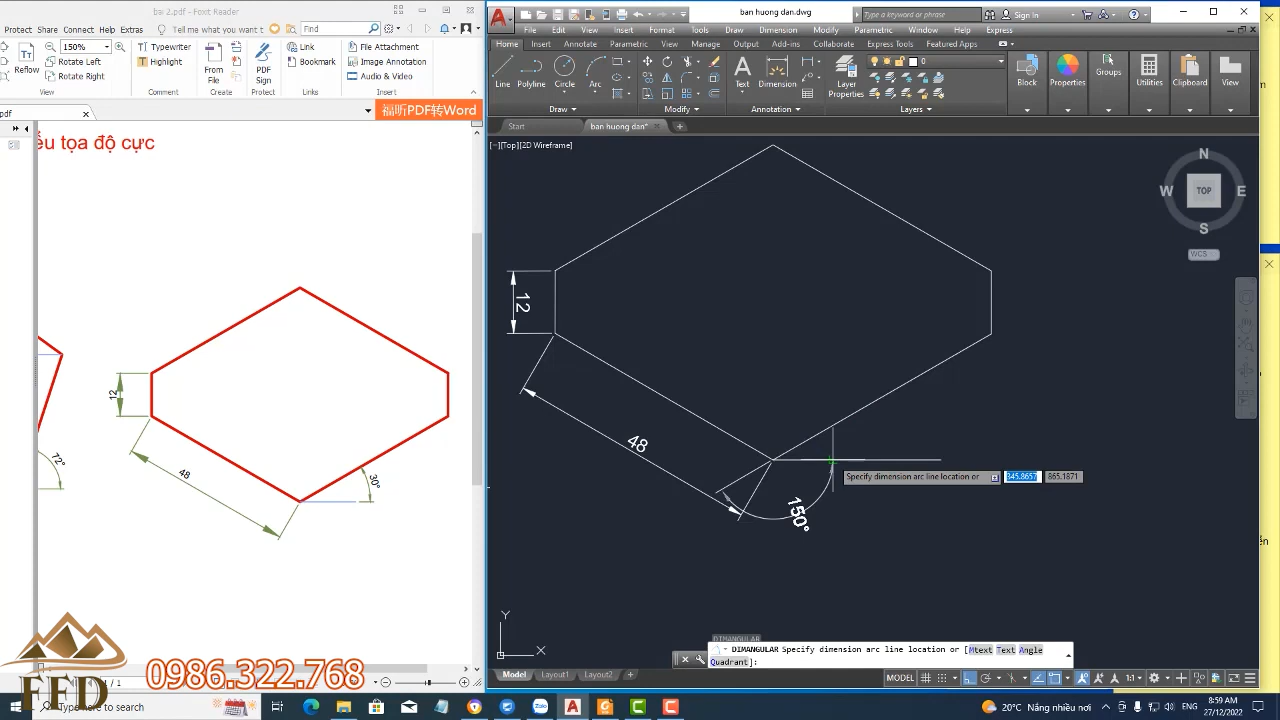 bai 2.pdf - Foxit Reader
Protect Share Connect Help Extras
Tell me what you want t
Find
150%
Reflow
Rotate Left
Rotate Right
View
Typewriter
Highlight
Comment
From
File
Create
PDF
Sign
Protect
Link
Bookmark
Links
File Attachment
Image Annotation
Audio & Video
Insert
pdf
福昕PDF转Word
ểu tọa độ cực
72°
12
48
30°
1 / 1
FFD
0986.322.768
ban huong dan.dwg
Type a keyword or phrase
Sign In
File Edit View Insert Format Tools Draw Dimension Modify Parametric Window Help Express
Home Insert Annotate Parametric View Manage Output Add-ins Collaborate Express Tools Featured Apps
Line
Polyline
Circle
Arc
Draw
Modify
Text
Dimension
Annotation
Layer
Properties
0
Layers
Block
Properties
Groups
Utilities
Clipboard
View
Start
ban huong dan*
[−][Top][2D Wireframe]
N
W
TOP
E
S
WCS
12
48
150°
Specify dimension arc line location or
845.8657
865.1871
Y
X
DIMANGULAR
DIMANGULAR Specify dimension arc line location or [Mtext Text Angle
Quadrant]:
Model Layout1 Layout2
MODEL
1:1
Type here to search
20°C Nắng nhiều nơi
ENG
8:59 AM
27/12/2022